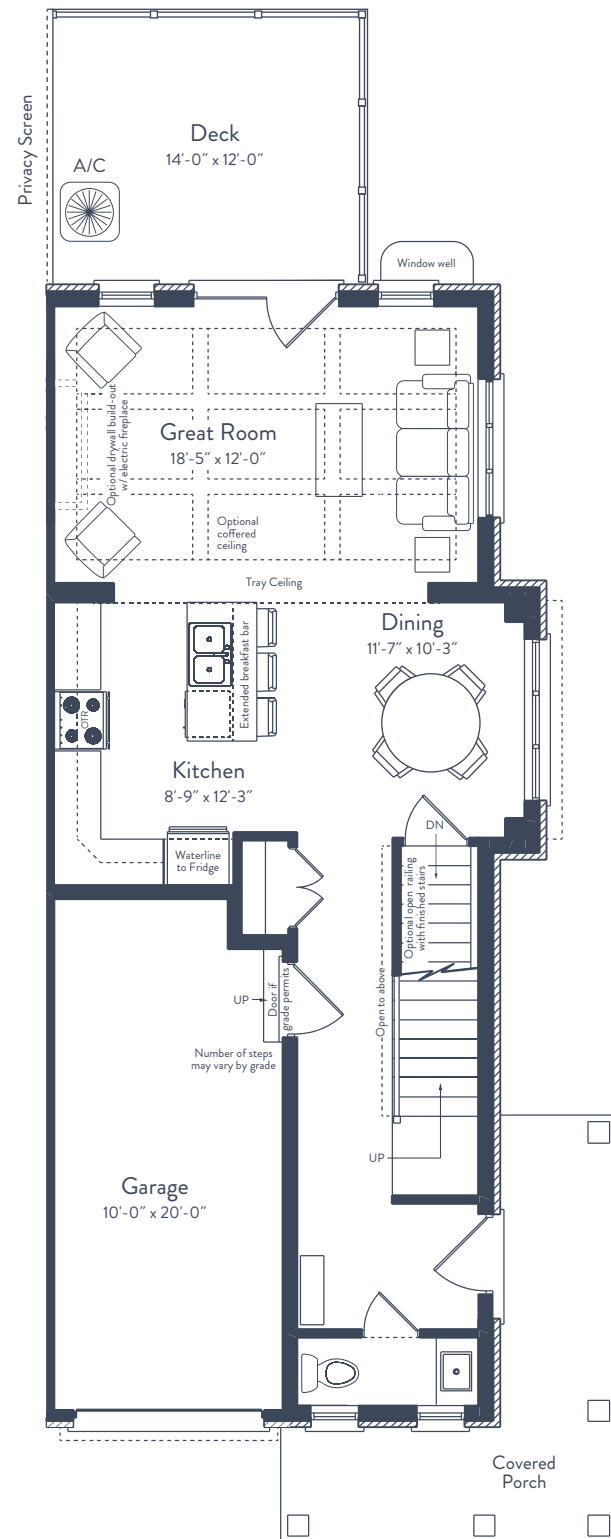 Privacy Screen
Deck
14'-0" x 12'-0"
A/C
Window well
Optional drywall build-out
w/ electric fireplace
Great Room
18'-5" x 12'-0"
Optional
coffered
ceiling
Tray Ceiling
Dining
11'-7" x 10'-3"
Extended breakfast bar
OTR
Kitchen
8'-9" x 12'-3"
Waterline
to Fridge
DN
Optional open railing
with finished stairs
Open to above
UP
Door if
grade permits
Number of steps
may vary by grade
UP
Garage
10'-0" x 20'-0"
Covered
Porch